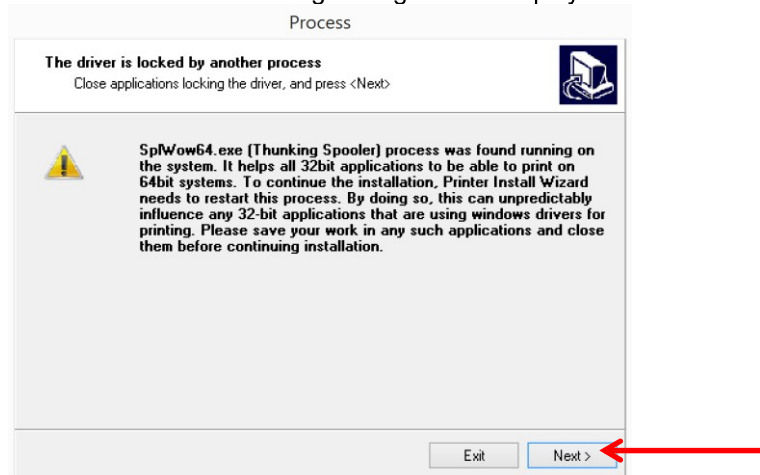 Process
The driver is locked by another process
Close applications locking the driver, and press <Next>
SplWow64.exe (Thunking Spooler) process was found running on
the system. It helps all 32bit applications to be able to print on
64bit systems. To continue the installation, Printer Install Wizard
needs to restart this process. By doing so, this can unpredictably
influence any 32-bit applications that are using windows drivers for
printing. Please save your work in any such applications and close
them before continuing installation.
Exit
Next >